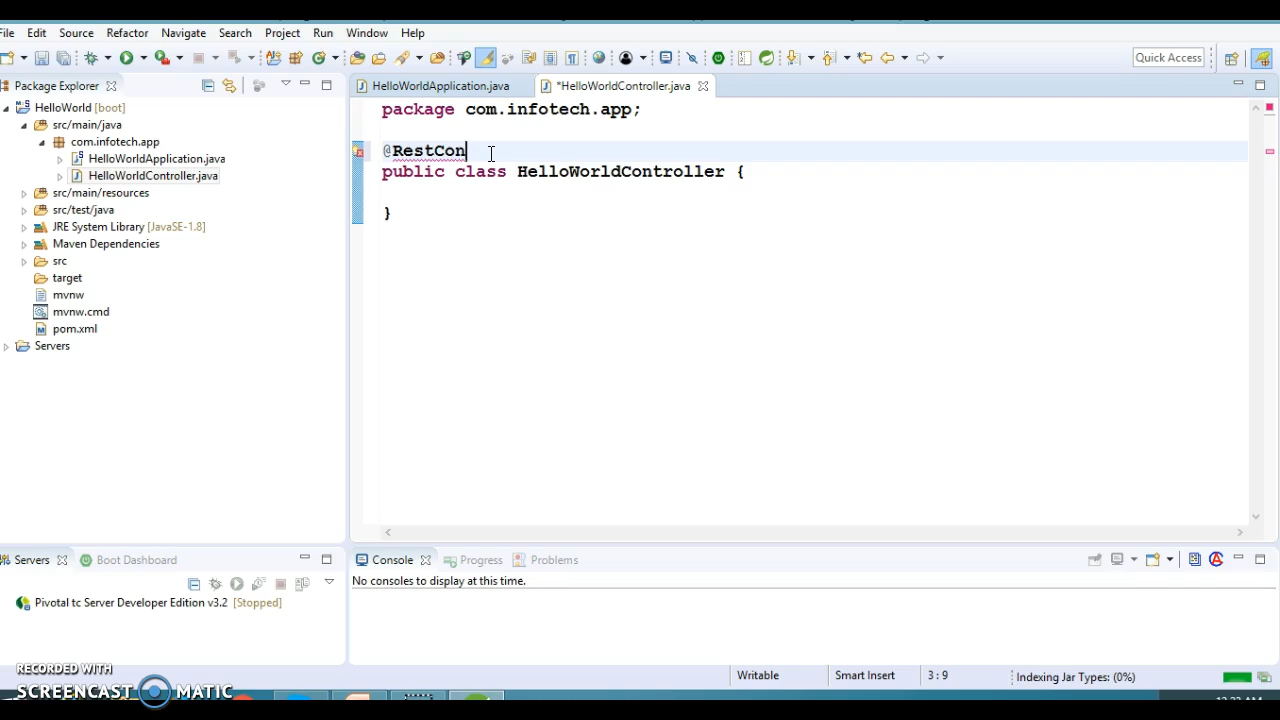 File Edit Source Refactor Navigate Search Project Run Window Help
Quick Access
Package Explorer
HelloWorldApplication.java
*HelloWorldController.java
HelloWorld [boot]
src/main/java
com.infotech.app
HelloWorldApplication.java
HelloWorldController.java
src/main/resources
src/test/java
JRE System Library [JavaSE-1.8]
Maven Dependencies
src
target
mvnw
mvnw.cmd
pom.xml
Servers
package com.infotech.app;
@RestCon
public class HelloWorldController {
}
Servers
Boot Dashboard
Pivotal tc Server Developer Edition v3.2 [Stopped]
Console
Progress
Problems
No consoles to display at this time.
Writable
Smart Insert
3 : 9
Indexing Jar Types: (0%)
RECORDED WITH
SCREENCAST MATIC